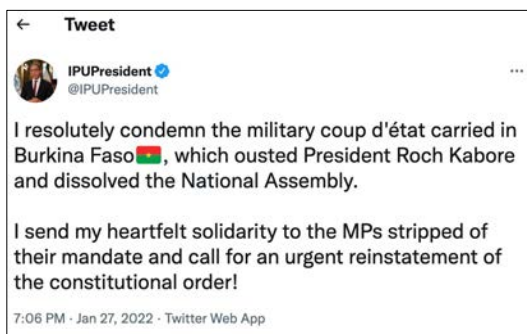 ← Tweet
IPUPresident
@IPUPresident
I resolutely condemn the military coup d'état carried in
Burkina Faso🇧🇫, which ousted President Roch Kabore
and dissolved the National Assembly.
I send my heartfelt solidarity to the MPs stripped of
their mandate and call for an urgent reinstatement of
the constitutional order!
7:06 PM · Jan 27, 2022 · Twitter Web App